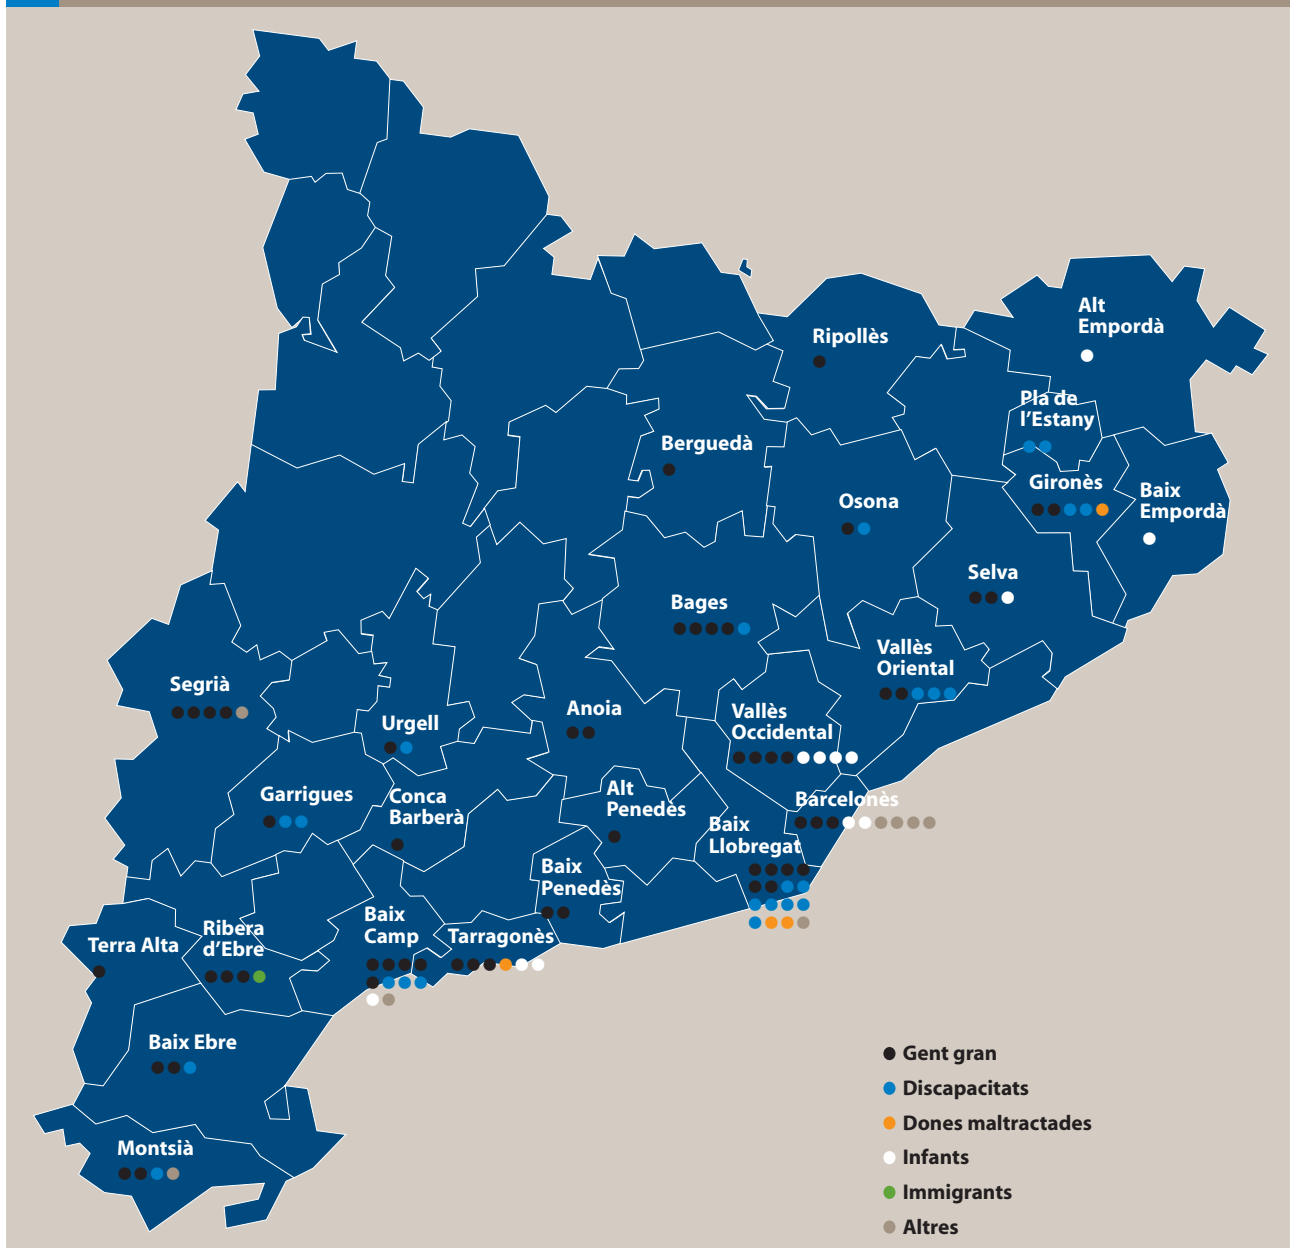 Alt
Empordà
Ripollès
Pla de
l'Estany
Berguedà
Gironès
Baix
Empordà
Osona
Selva
Bages
Vallès
Oriental
Segrià
Urgell
Anoia
Vallès
Occidental
Garrigues
Conca
Barberà
Alt
Penedès
Barcelonès
Baix
Llobregat
Baix
Penedès
Baix
Camp
Tarragonès
Ribera
d'Ebre
Terra Alta
Baix Ebre
Montsià
Gent gran
Discapacitats
Dones maltractades
Infants
Immigrants
Altres